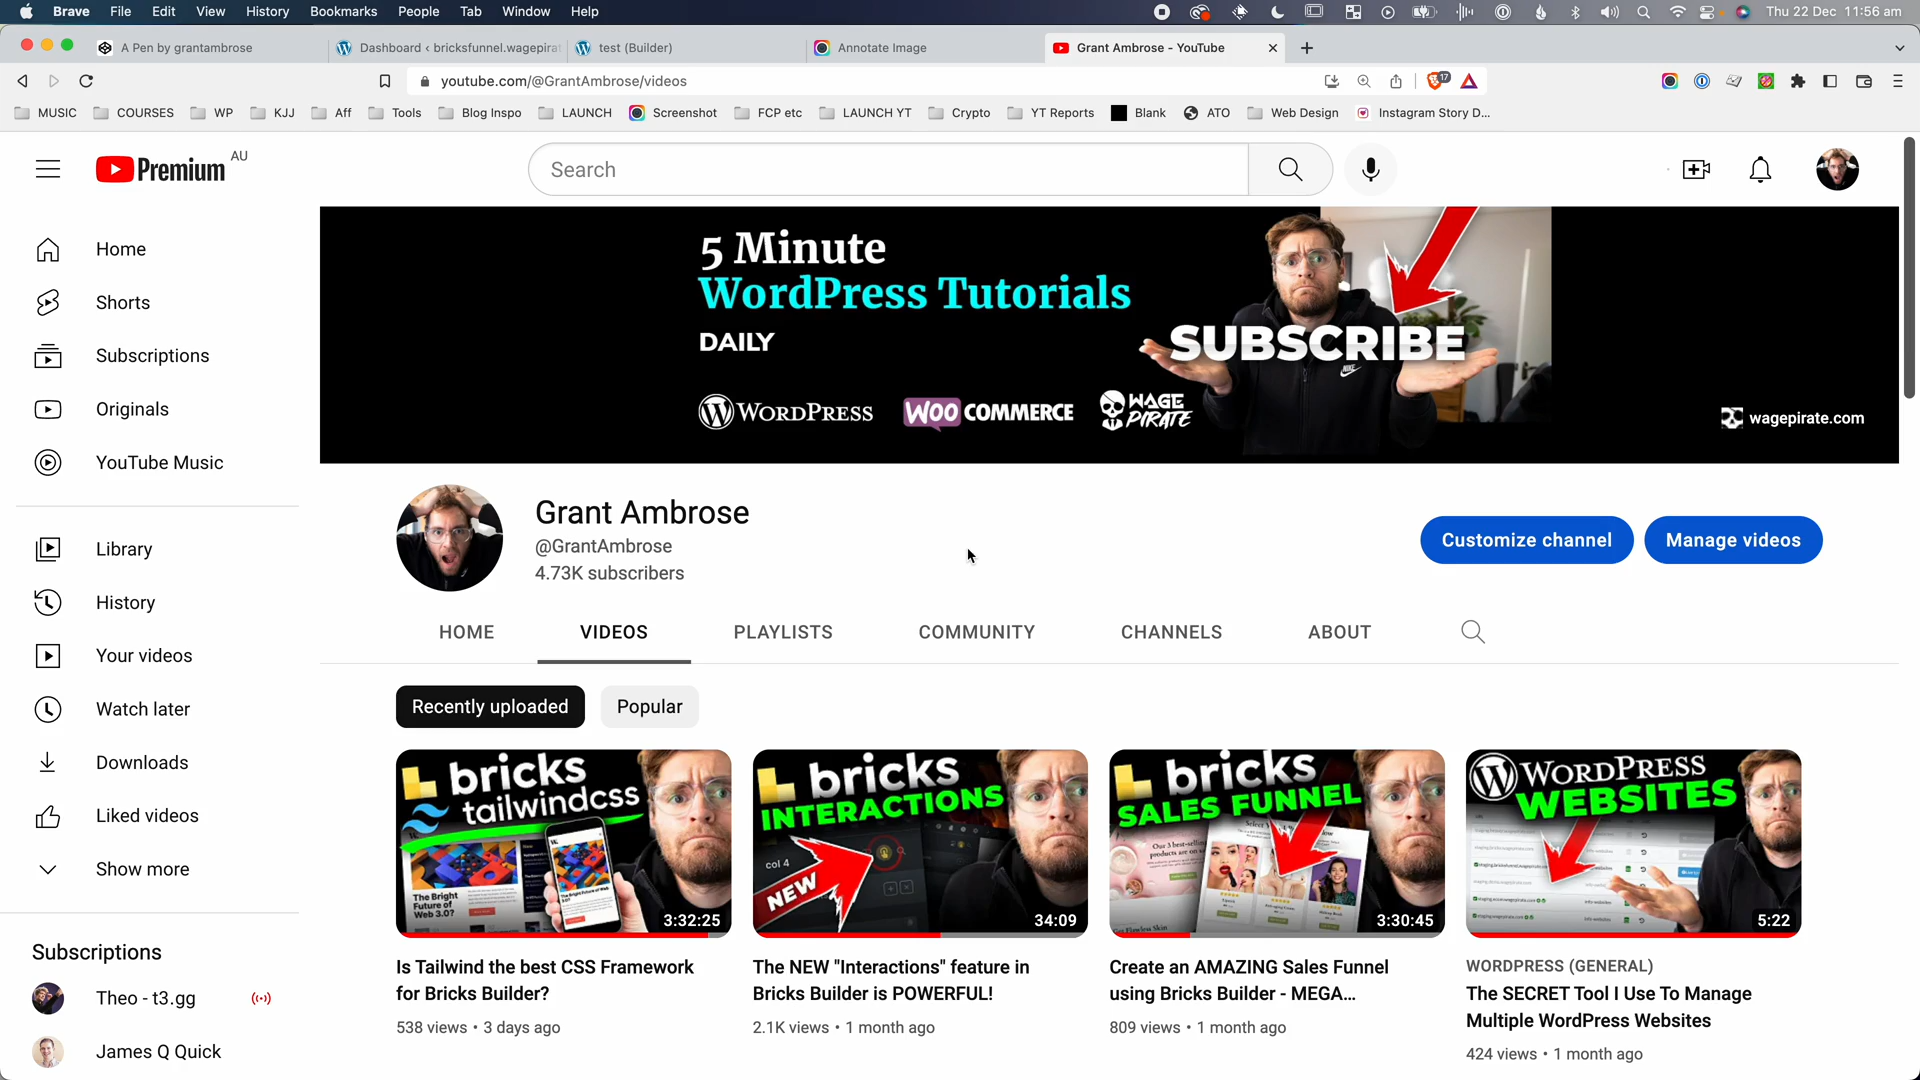 Brave File Edit View History Bookmarks People Tab Window Help
Thu 22 Dec 11:56 am
A Pen by grantambrose
Dashboard ‹ bricksfunnel.wagepirat
test (Builder)
Annotate Image
Grant Ambrose - YouTube
youtube.com/@GrantAmbrose/videos
17
MUSIC COURSES WP KJJ Aff Tools Blog Inspo LAUNCH Screenshot FCP etc LAUNCH YT Crypto YT Reports Blank ATO Web Design Instagram Story D...
Premium AU
Search
Home
Shorts
Subscriptions
Originals
YouTube Music
Library
History
Your videos
Watch later
Downloads
Liked videos
Show more
Subscriptions
Theo - t3.gg
James Q Quick
5 Minute
WordPress Tutorials
DAILY
SUBSCRIBE
WORDPRESS WOO COMMERCE WAGE PIRATE
wagepirate.com
Grant Ambrose
@GrantAmbrose
4.73K subscribers
Customize channel
Manage videos
HOME VIDEOS PLAYLISTS COMMUNITY CHANNELS ABOUT
Recently uploaded
Popular
bricks
tailwindcss
The Bright
Future of
Web 3.0?
3:32:25
Is Tailwind the best CSS Framework
for Bricks Builder?
538 views • 3 days ago
bricks
INTERACTIONS
col 4
NEW
34:09
The NEW "Interactions" feature in
Bricks Builder is POWERFUL!
2.1K views • 1 month ago
bricks
SALES FUNNEL
Our 3 best-selling
products are on
3:30:45
Create an AMAZING Sales Funnel
using Bricks Builder - MEGA...
809 views • 1 month ago
WORDPRESS
WEBSITES
5:22
WORDPRESS (GENERAL)
The SECRET Tool I Use To Manage
Multiple WordPress Websites
424 views • 1 month ago